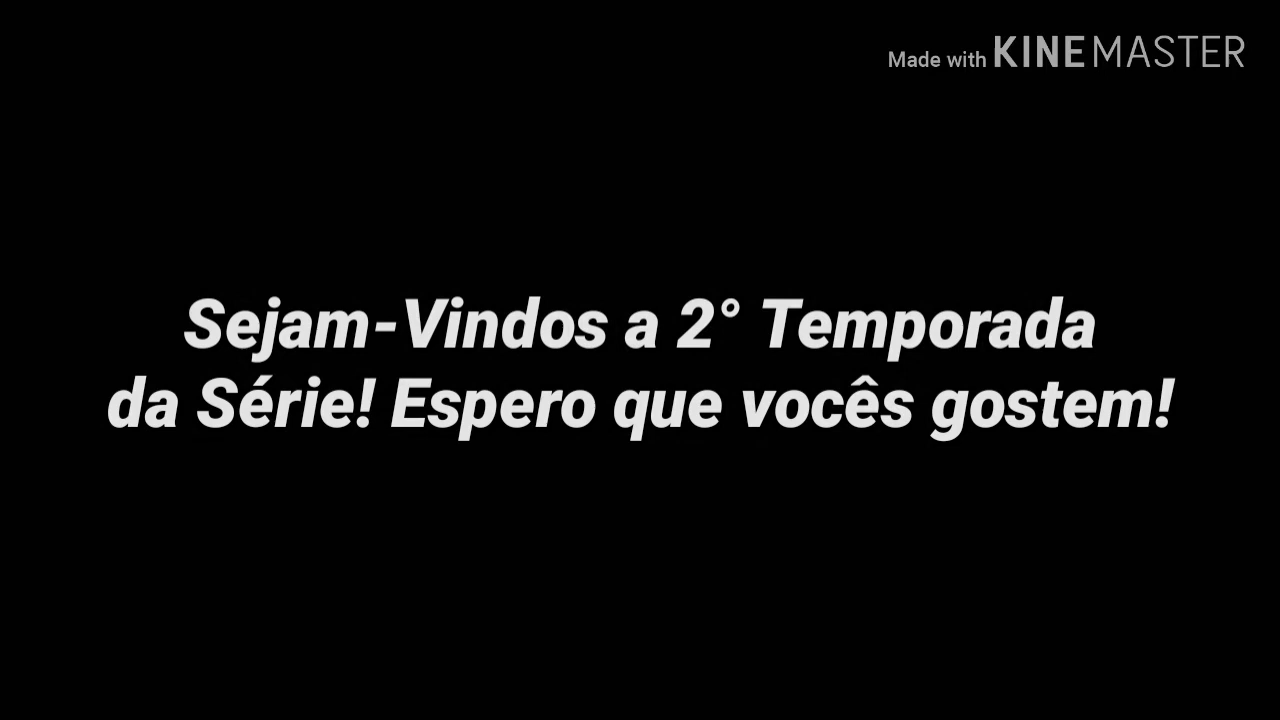 Made with KINEMASTER
Sejam-Vindos a 2° Temporada
da Série! Espero que vocês gostem!